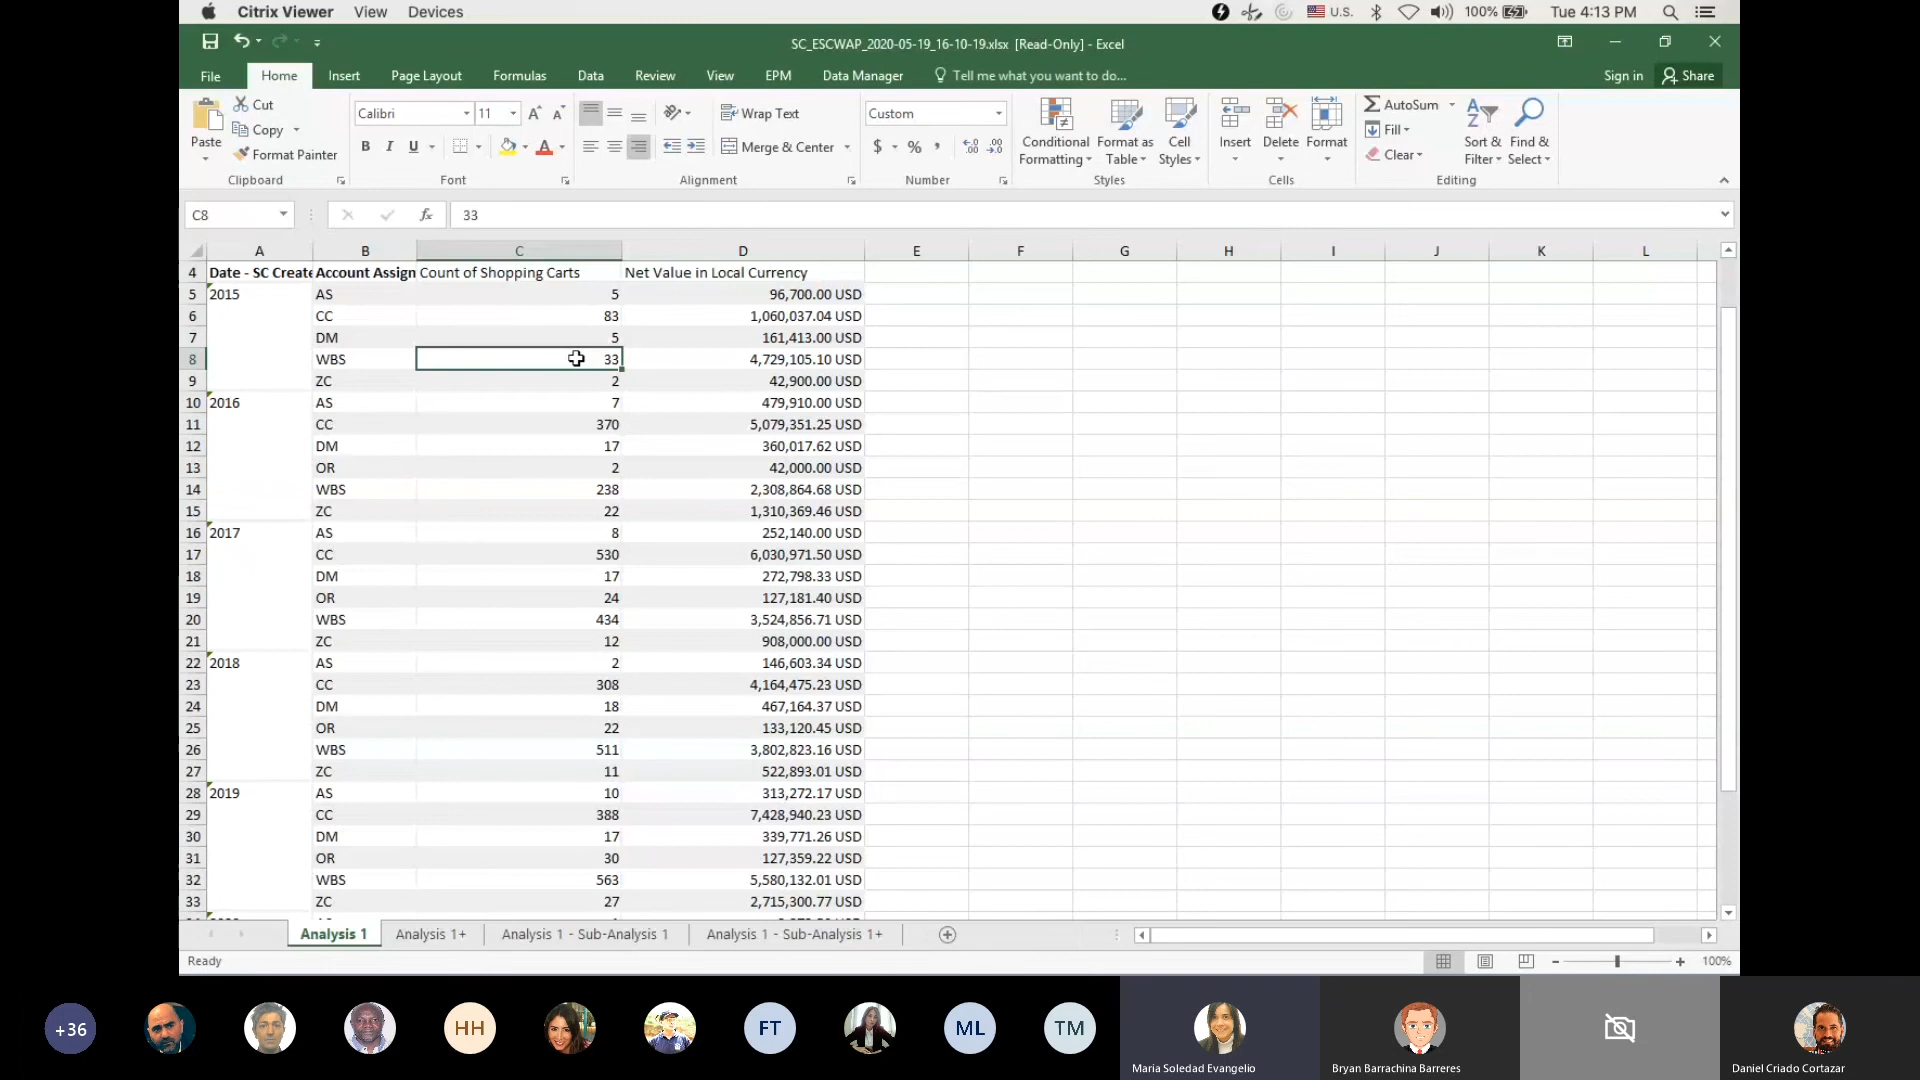 Citrix Viewer View Devices
U.S. 100% Tue 4:13 PM
SC_ESCWAP_2020-05-19_16-10-19.xlsx [Read-Only] - Excel
File Home Insert Page Layout Formulas Data Review View EPM Data Manager Tell me what you want to do... Sign in Share
Cut
Copy
Format Painter
Paste
Clipboard
Calibri 11
B I U
Font
Wrap Text
Merge & Center
Alignment
Custom
$ % ,
Number
Conditional Formatting
Format as Table
Cell Styles
Styles
Insert Delete Format
Cells
AutoSum
Fill
Clear
Sort & Filter
Find & Select
Editing
C8 fx 33
A B C D E F G H I J K L
4 Date - SC Create Account Assign Count of Shopping Carts Net Value in Local Currency
5 2015 AS 5 96,700.00 USD
6 CC 83 1,060,037.04 USD
7 DM 5 161,413.00 USD
8 WBS 33 4,729,105.10 USD
9 ZC 2 42,900.00 USD
10 2016 AS 7 479,910.00 USD
11 CC 370 5,079,351.25 USD
12 DM 17 360,017.62 USD
13 OR 2 42,000.00 USD
14 WBS 238 2,308,864.68 USD
15 ZC 22 1,310,369.46 USD
16 2017 AS 8 252,140.00 USD
17 CC 530 6,030,971.50 USD
18 DM 17 272,798.33 USD
19 OR 24 127,181.40 USD
20 WBS 434 3,524,856.71 USD
21 ZC 12 908,000.00 USD
22 2018 AS 2 146,603.34 USD
23 CC 308 4,164,475.23 USD
24 DM 18 467,164.37 USD
25 OR 22 133,120.45 USD
26 WBS 511 3,802,823.16 USD
27 ZC 11 522,893.01 USD
28 2019 AS 10 313,272.17 USD
29 CC 388 7,428,940.23 USD
30 DM 17 339,771.26 USD
31 OR 30 127,359.22 USD
32 WBS 563 5,580,132.01 USD
33 ZC 27 2,715,300.77 USD
Analysis 1 Analysis 1+ Analysis 1 - Sub-Analysis 1 Analysis 1 - Sub-Analysis 1+
Ready 100%
+36 HH FT ML TM
Maria Soledad Evangelio Bryan Barrachina Barreres Daniel Criado Cortazar